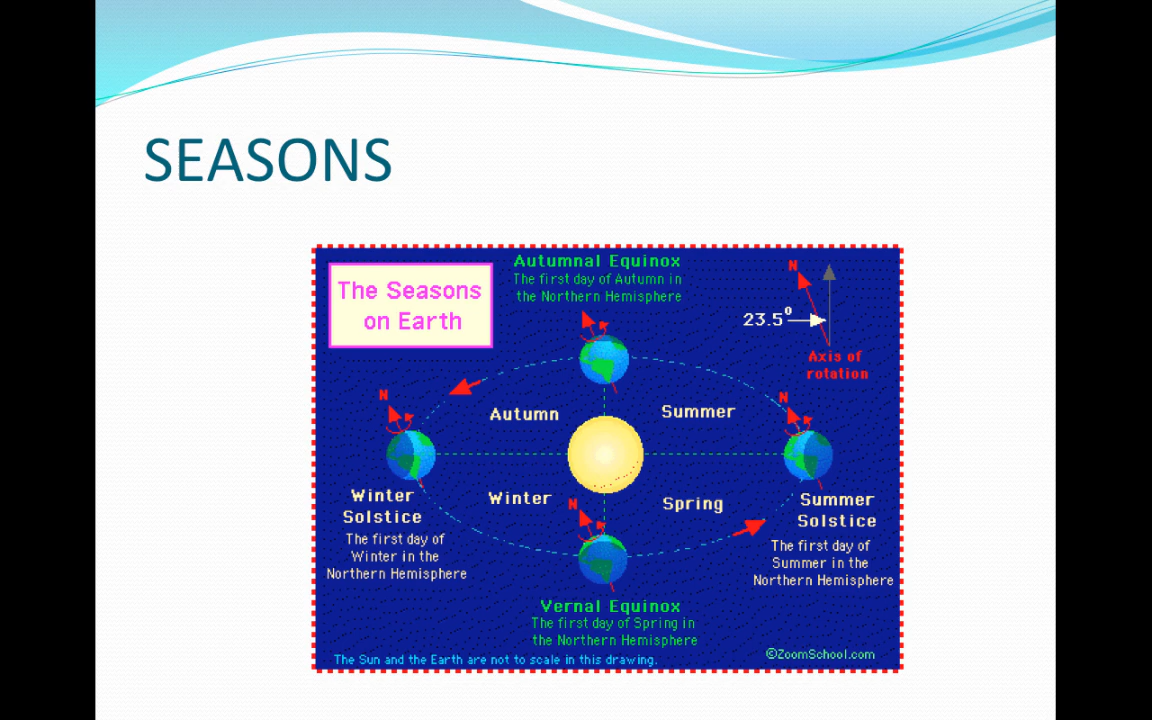 SEASONS
The Seasons
on Earth
Autumnal Equinox
The first day of Autumn in
the Northern Hemisphere
N
23.5°
Axis of
rotation
N
N
Autumn
Summer
Winter
Solstice
The first day of
Winter in the
Northern Hemisphere
Winter
N
Spring
Summer
Solstice
The first day of
Summer in the
Northern Hemisphere
Vernal Equinox
The first day of Spring in
the Northern Hemisphere
The Sun and the Earth are not to scale in this drawing.
©ZoomSchool.com